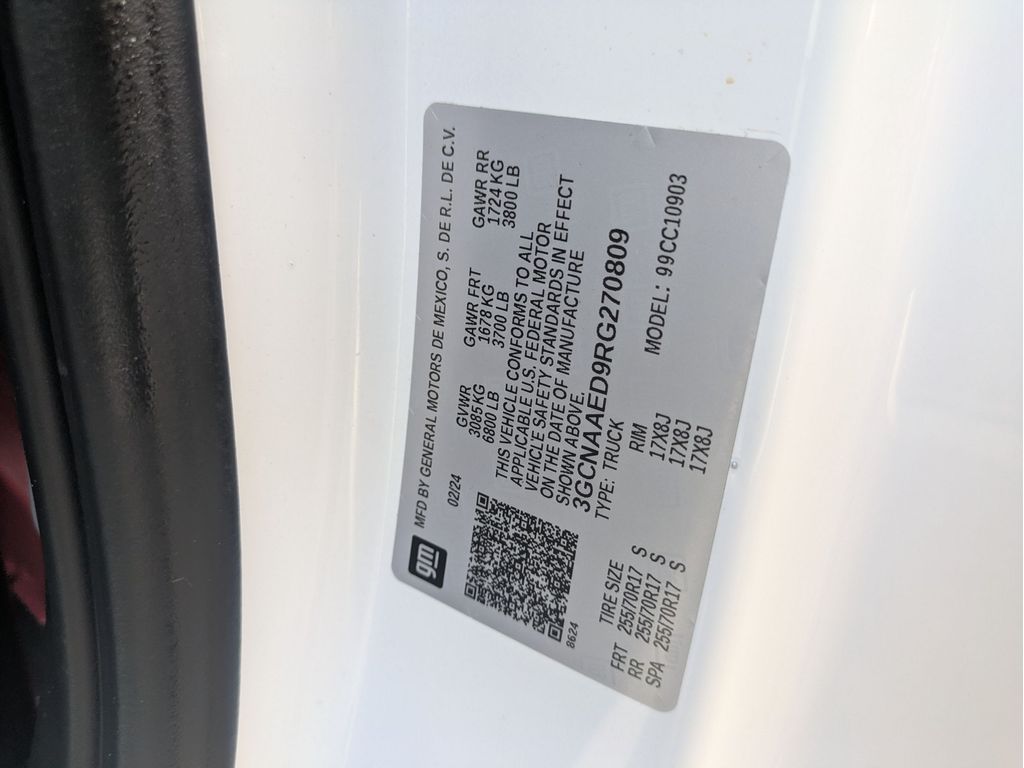 gm MFD BY GENERAL MOTORS DE MEXICO, S. DE R.L. DE C.V.
02/24
GVWR GAWR FRT GAWR RR
3085 KG 1678 KG 1724 KG
6800 LB 3700 LB 3800 LB
THIS VEHICLE CONFORMS TO ALL
APPLICABLE U.S. FEDERAL MOTOR
VEHICLE SAFETY STANDARDS IN EFFECT
ON THE DATE OF MANUFACTURE
SHOWN ABOVE.
8624
3GCNAAED9RG270809
TYPE: TRUCK
MODEL: 99CC10903
TIRE SIZE RIM
FRT 255/70R17 S 17X8J
RR 255/70R17 S 17X8J
SPA 255/70R17 S 17X8J